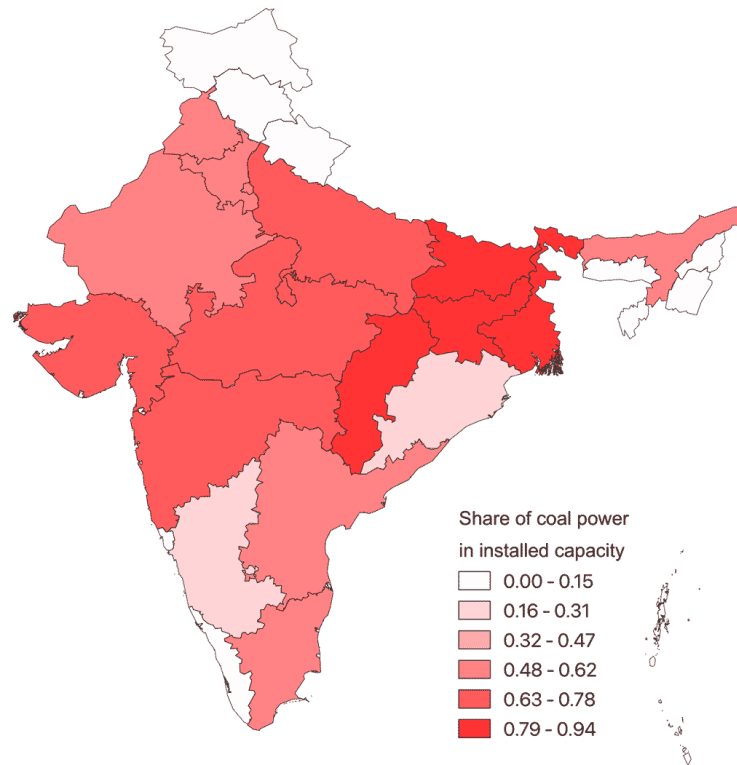 Share of coal power
in installed capacity
0.00 - 0.15
0.16 - 0.31
0.32 - 0.47
0.48 - 0.62
0.63 - 0.78
0.79 - 0.94